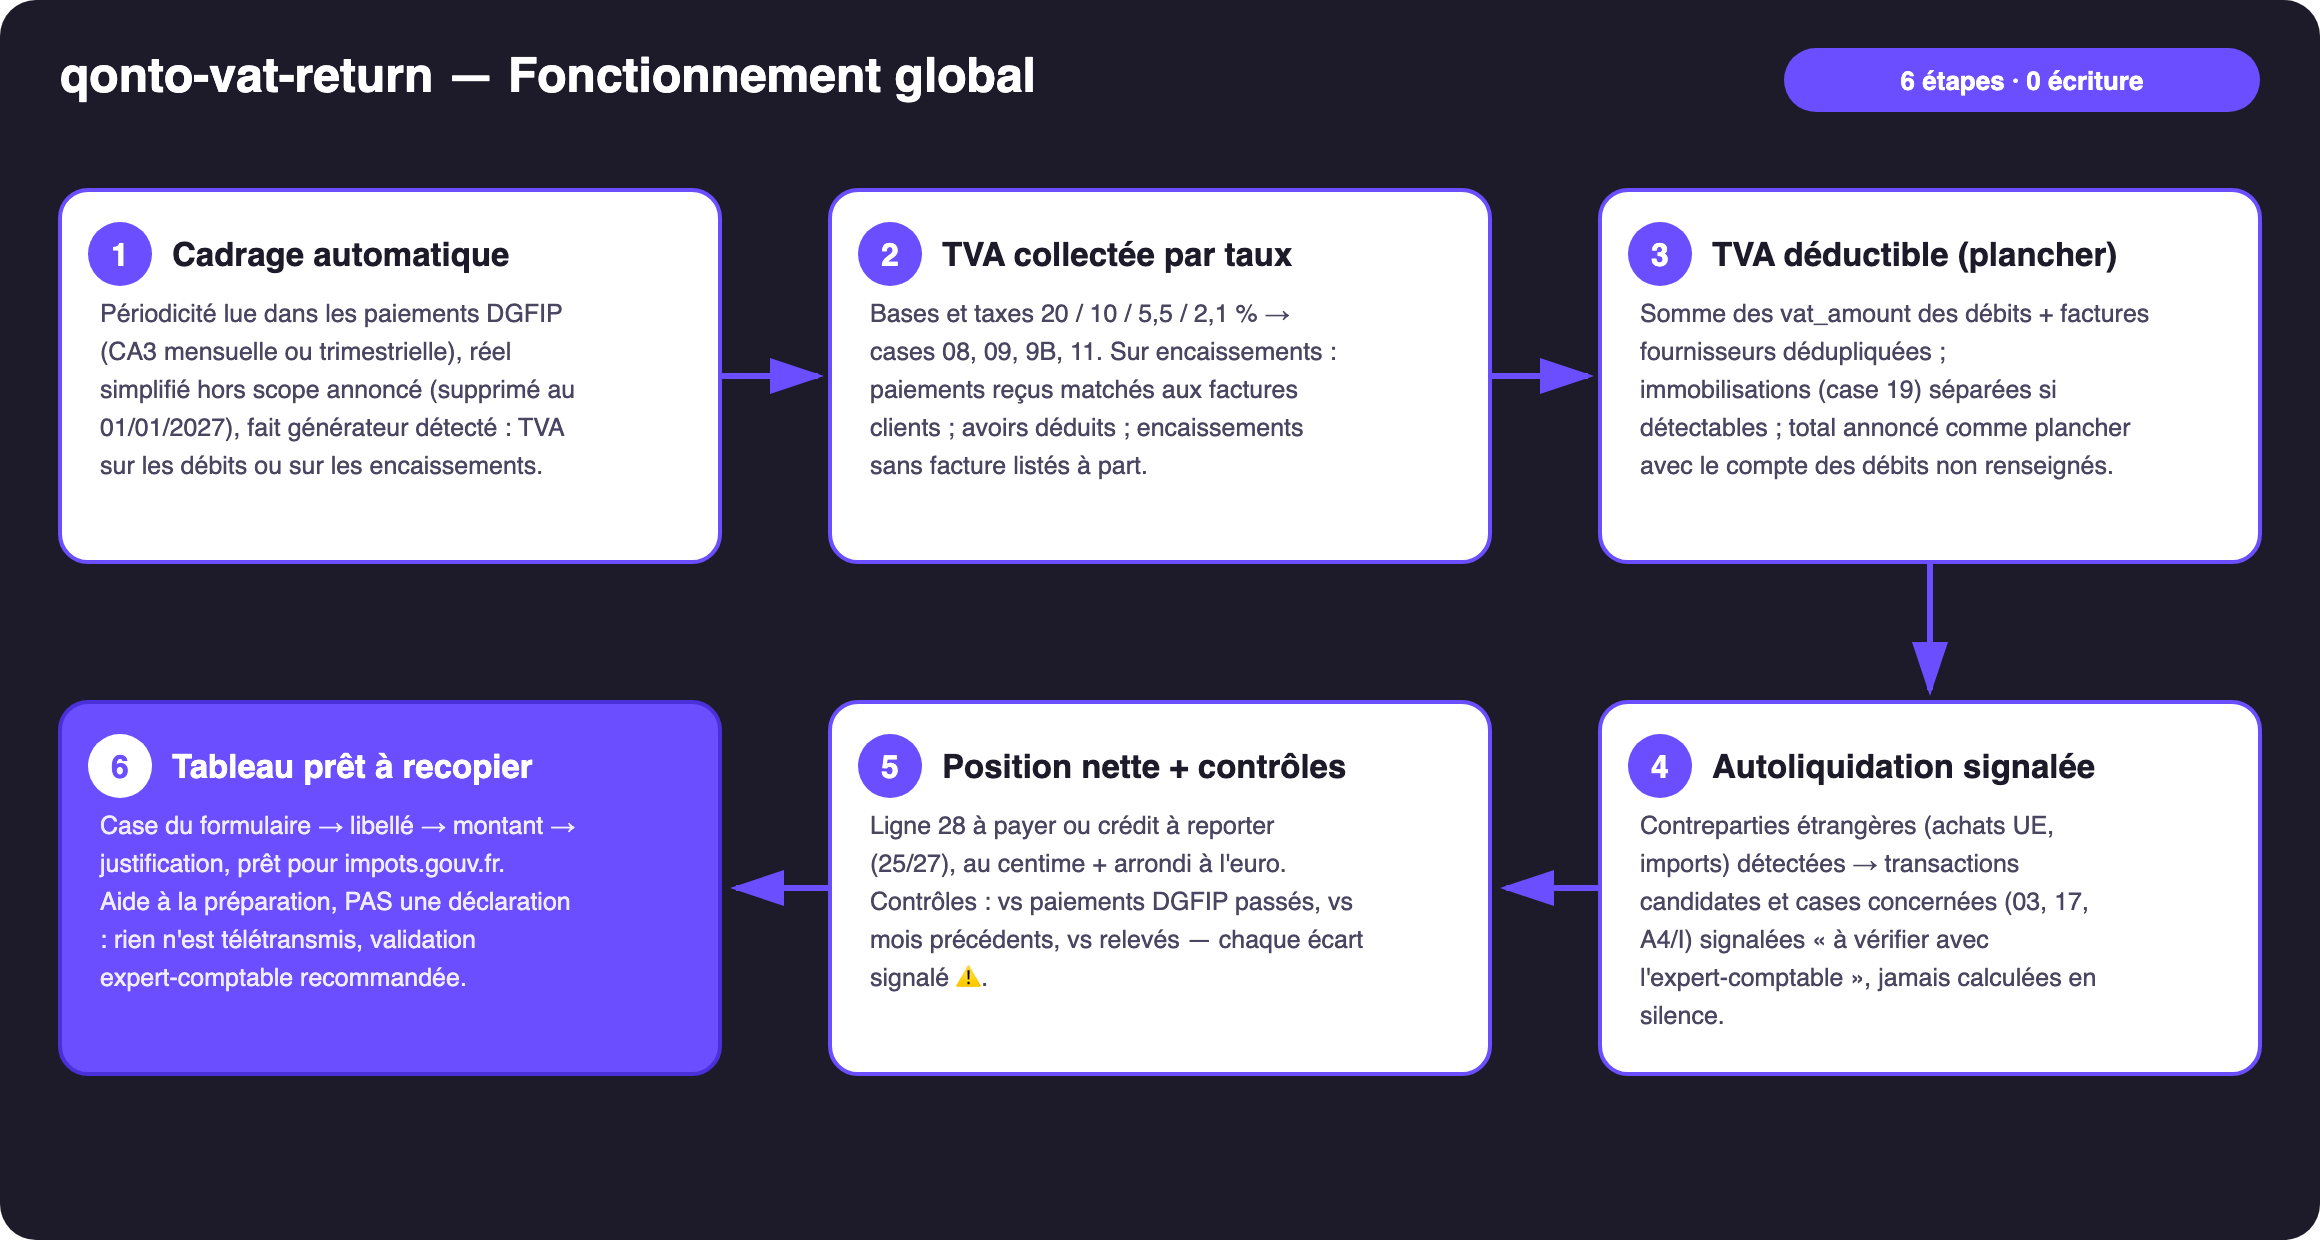 qonto-vat-return — Fonctionnement global
6 étapes · 0 écriture
1 Cadrage automatique
Périodicité lue dans les paiements DGFIP
(CA3 mensuelle ou trimestrielle), réel
simplifié hors scope annoncé (supprimé au
01/01/2027), fait générateur détecté : TVA
sur les débits ou sur les encaissements.
2 TVA collectée par taux
Bases et taxes 20 / 10 / 5,5 / 2,1 % →
cases 08, 09, 9B, 11. Sur encaissements :
paiements reçus matchés aux factures
clients ; avoirs déduits ; encaissements
sans facture listés à part.
3 TVA déductible (plancher)
Somme des vat_amount des débits + factures
fournisseurs dédupliquées ;
immobilisations (case 19) séparées si
détectables ; total annoncé comme plancher
avec le compte des débits non renseignés.
4 Autoliquidation signalée
Contreparties étrangères (achats UE,
imports) détectées → transactions
candidates et cases concernées (03, 17,
A4/I) signalées « à vérifier avec
l'expert-comptable », jamais calculées en
silence.
5 Position nette + contrôles
Ligne 28 à payer ou crédit à reporter
(25/27), au centime + arrondi à l'euro.
Contrôles : vs paiements DGFIP passés, vs
mois précédents, vs relevés — chaque écart
signalé ⚠️.
6 Tableau prêt à recopier
Case du formulaire → libellé → montant →
justification, prêt pour impots.gouv.fr.
Aide à la préparation, PAS une déclaration
: rien n'est télétransmis, validation
expert-comptable recommandée.